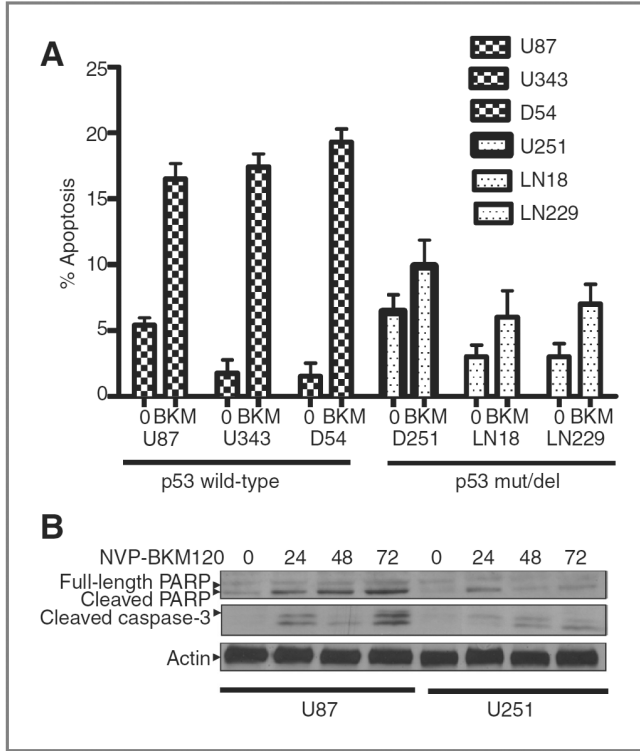 A
U87
U343
D54
U251
LN18
LN229
% Apoptosis
25
20
15
10
5
0
0 BKM 0 BKM 0 BKM 0 BKM 0 BKM 0 BKM
U87 U343 D54 D251 LN18 LN229
p53 wild-type p53 mut/del
B
NVP-BKM120 0 24 48 72 0 24 48 72
Full-length PARP
Cleaved PARP
Cleaved caspase-3
Actin
U87 U251